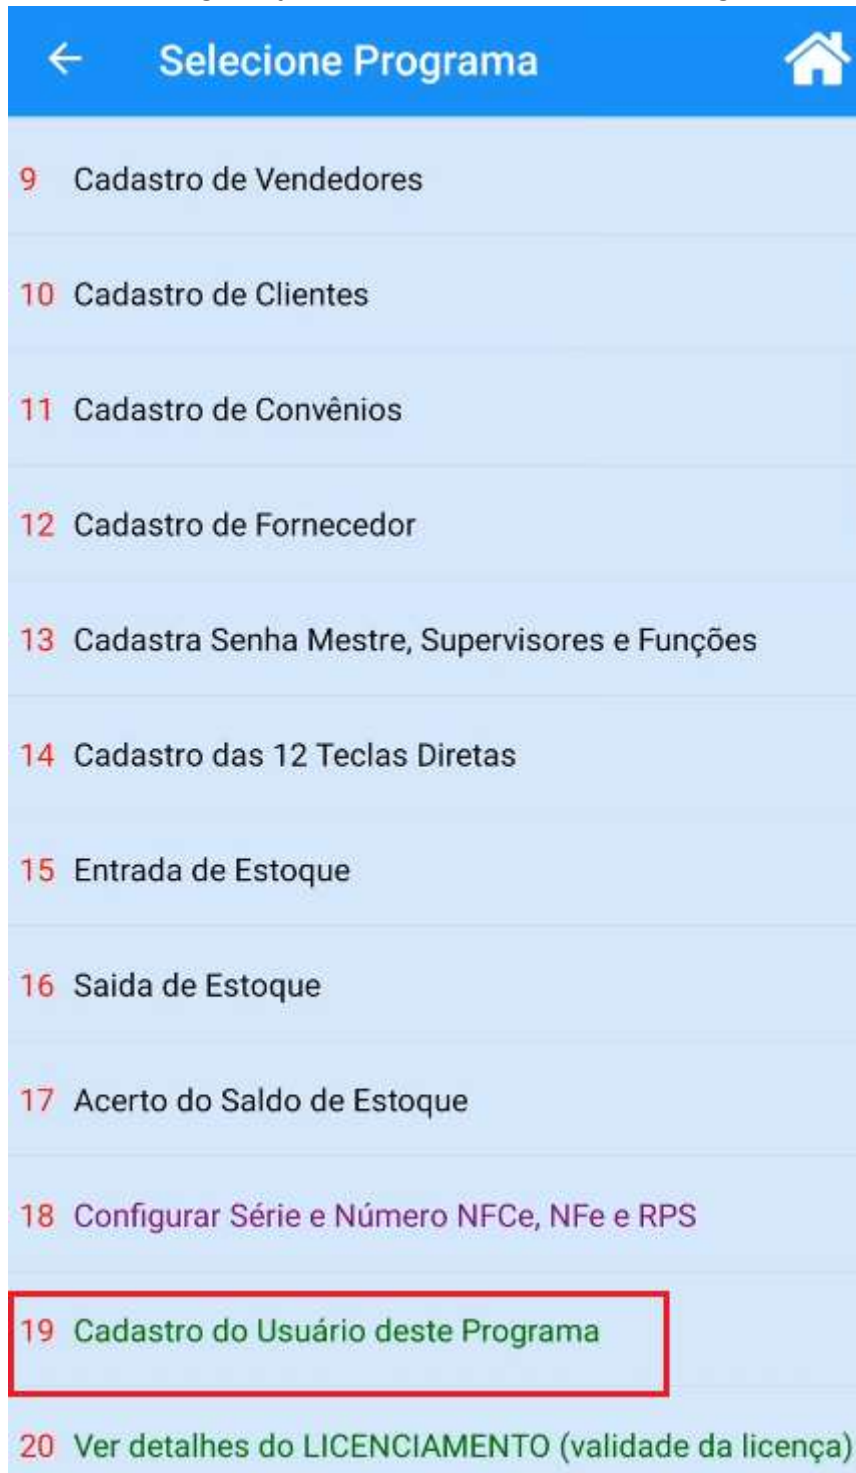 Selecione Programa
9 Cadastro de Vendedores
10 Cadastro de Clientes
11 Cadastro de Convênios
12 Cadastro de Fornecedor
13 Cadastra Senha Mestre, Supervisores e Funções
14 Cadastro das 12 Teclas Diretas
15 Entrada de Estoque
16 Saida de Estoque
17 Acerto do Saldo de Estoque
18 Configurar Série e Número NFCe, NFe e RPS
19 Cadastro do Usuário deste Programa
20 Ver detalhes do LICENCIAMENTO (validade da licença)